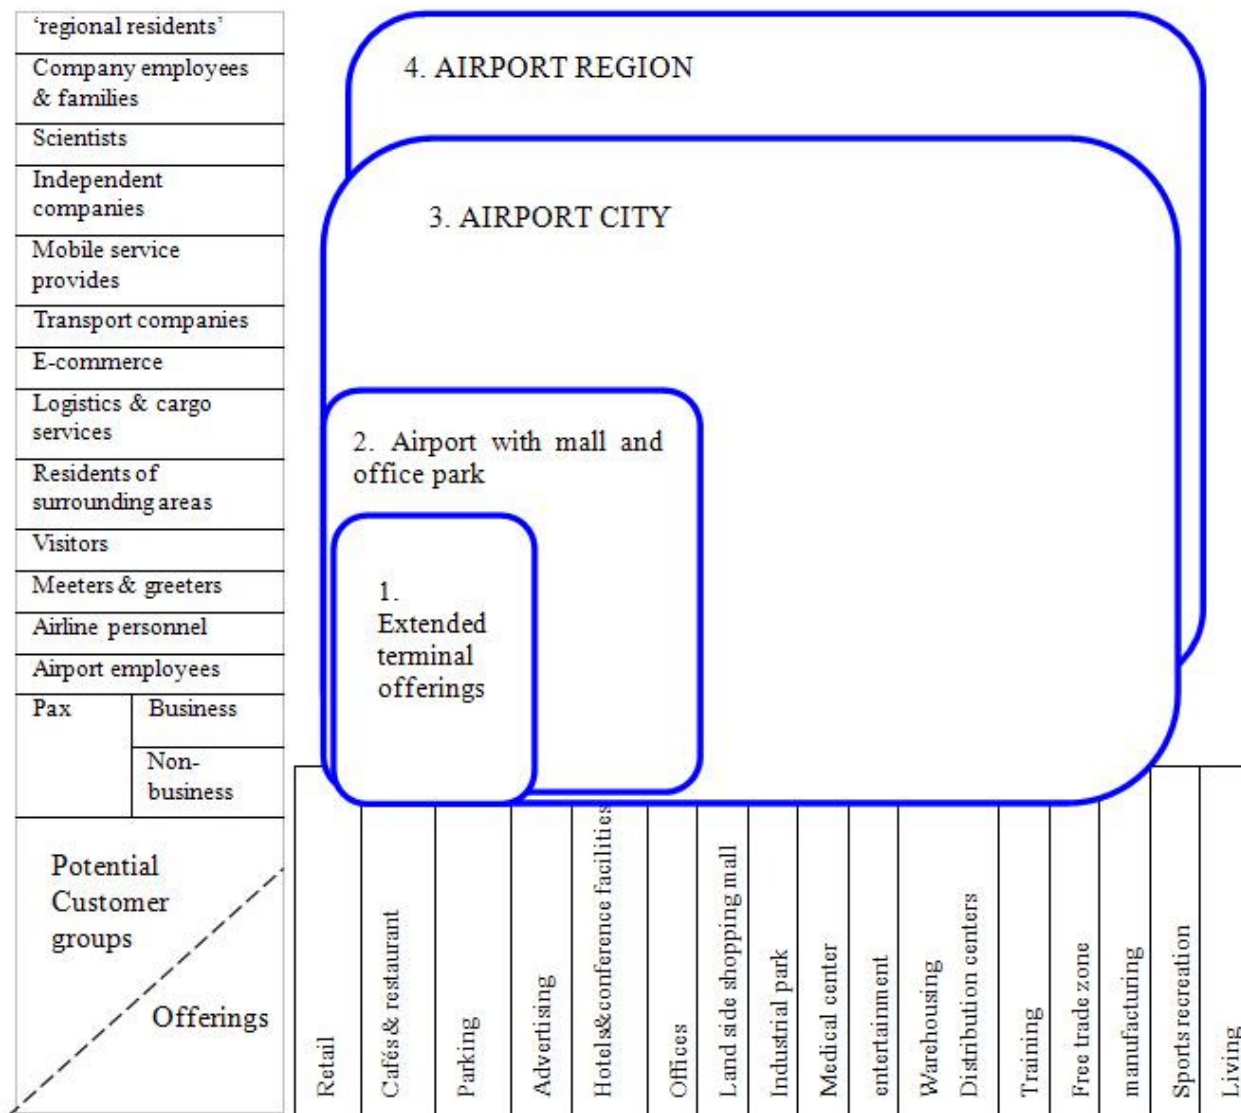 ‘regional residents’
Company employees
& families
Scientists
Independent
companies
Mobile service
provides
Transport companies
E-commerce
Logistics & cargo
services
Residents of
surrounding areas
Visitors
Meeters & greeters
Airline personnel
Airport employees
Pax
Business
Non-
business
Potential
Customer
groups
Offerings
4. AIRPORT REGION
3. AIRPORT CITY
2. Airport with mall and
office park
1.
Extended
terminal
offerings
Retail
Cafés & restaurant
Parking
Advertising
Hotels&conference facilities
Offices
Land side shopping mall
Industrial park
Medical center
entertainment
Warehousing
Distribution centers
Training
Free trade zone
manufacturing
Sports recreation
Living